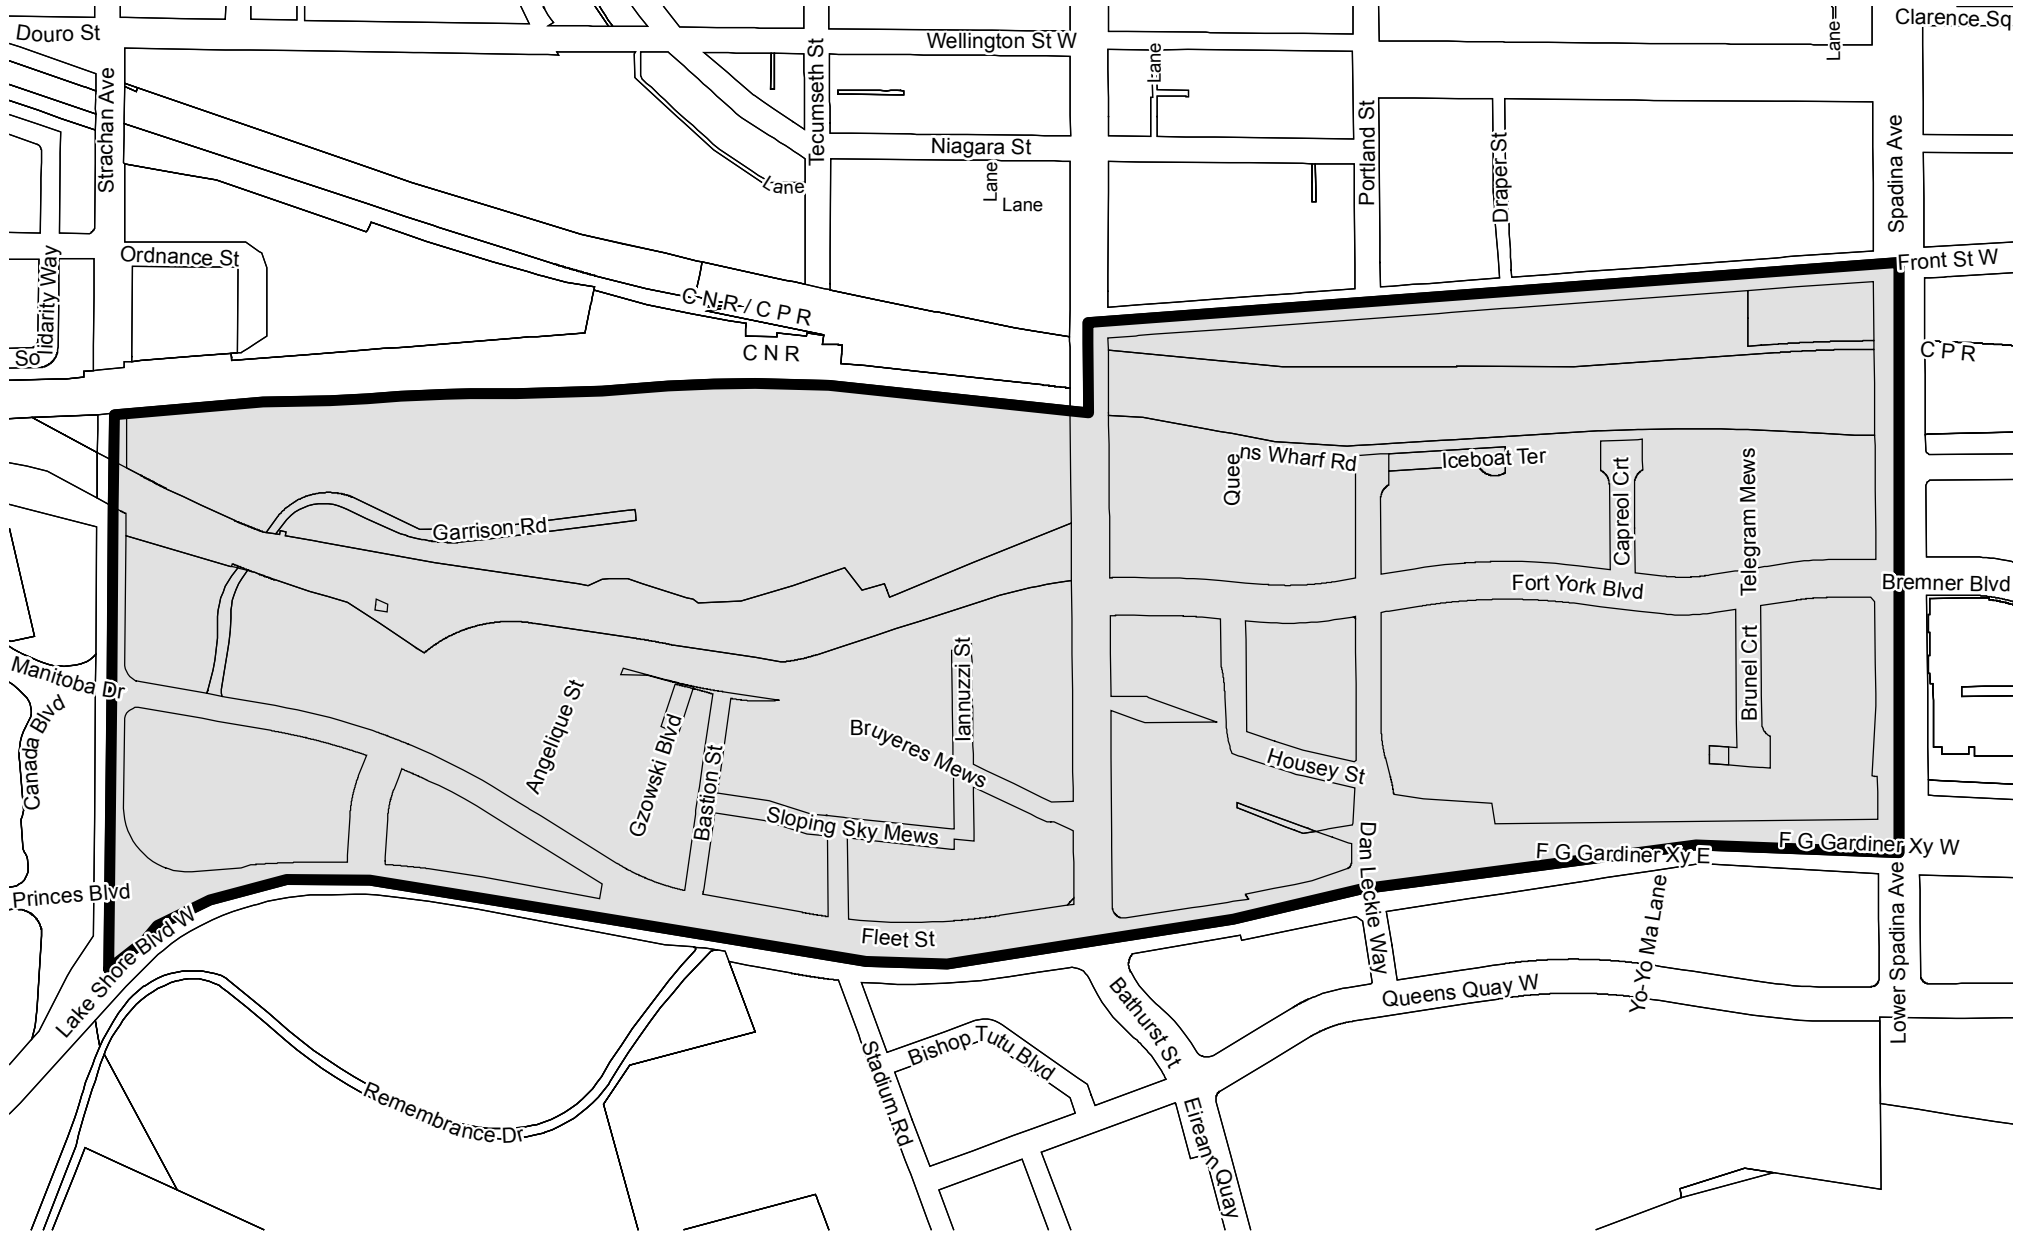 Clarence Sq
Douro St
Wellington St W
Lane
Lane
Strachan Ave
Tecumseth St
Portland St
Spadina Ave
Niagara St
Draper St
Lane
Lane
Lane
Ordnance St
Front St W
Solidarity Way
C N R / C P R
C N R
C P R
Queens Wharf Rd
Iceboat Ter
Capreol Crt
Telegram Mews
Garrison Rd
Fort York Blvd
Bremner Blvd
Manitoba Dr
Canada Blvd
Angelique St
Gzowski Blvd
Bastion St
Iannuzzi St
Bruyeres Mews
Brunel Crt
Housey St
Sloping Sky Mews
F G Gardiner Xy E
F G Gardiner Xy W
Princes Blvd
Dan Leckie Way
Fleet St
Lake Shore Blvd W
Yo-Yo Ma Lane
Lower Spadina Ave
Queens Quay W
Bathurst St
Stadium Rd
Bishop Tutu Blvd
Remembrance Dr
Eireann Quay